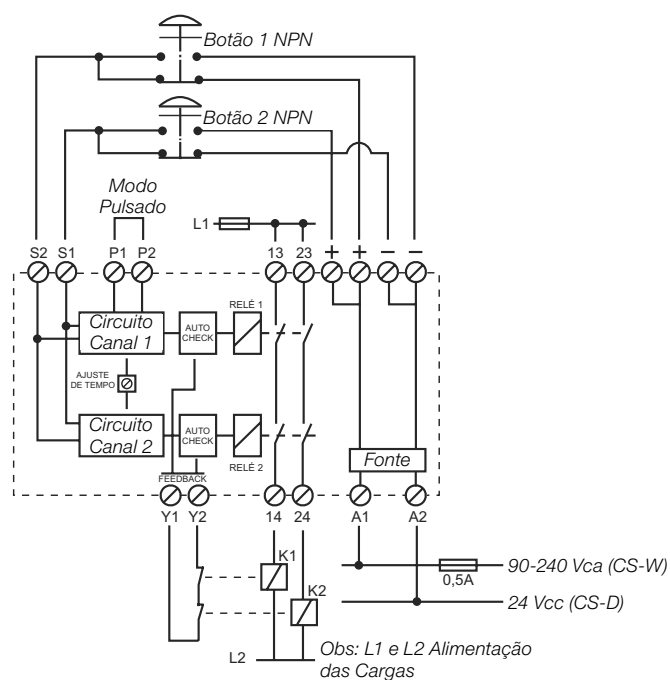 Botão 1 NPN
Botão 2 NPN
Modo
Pulsado
L1
S2 S1 P1 P2 13 23 + + − −
RELÉ 1
Circuito
Canal 1
AUTO
CHECK
AJUSTE
DE TEMPO
Circuito
Canal 2
AUTO
CHECK
RELÉ 2
Fonte
FEEDBACK
Y1 Y2 14 24 A1 A2
K1
K2
90-240 Vca (CS-W)
0,5A
24 Vcc (CS-D)
L2
Obs: L1 e L2 Alimentação
das Cargas